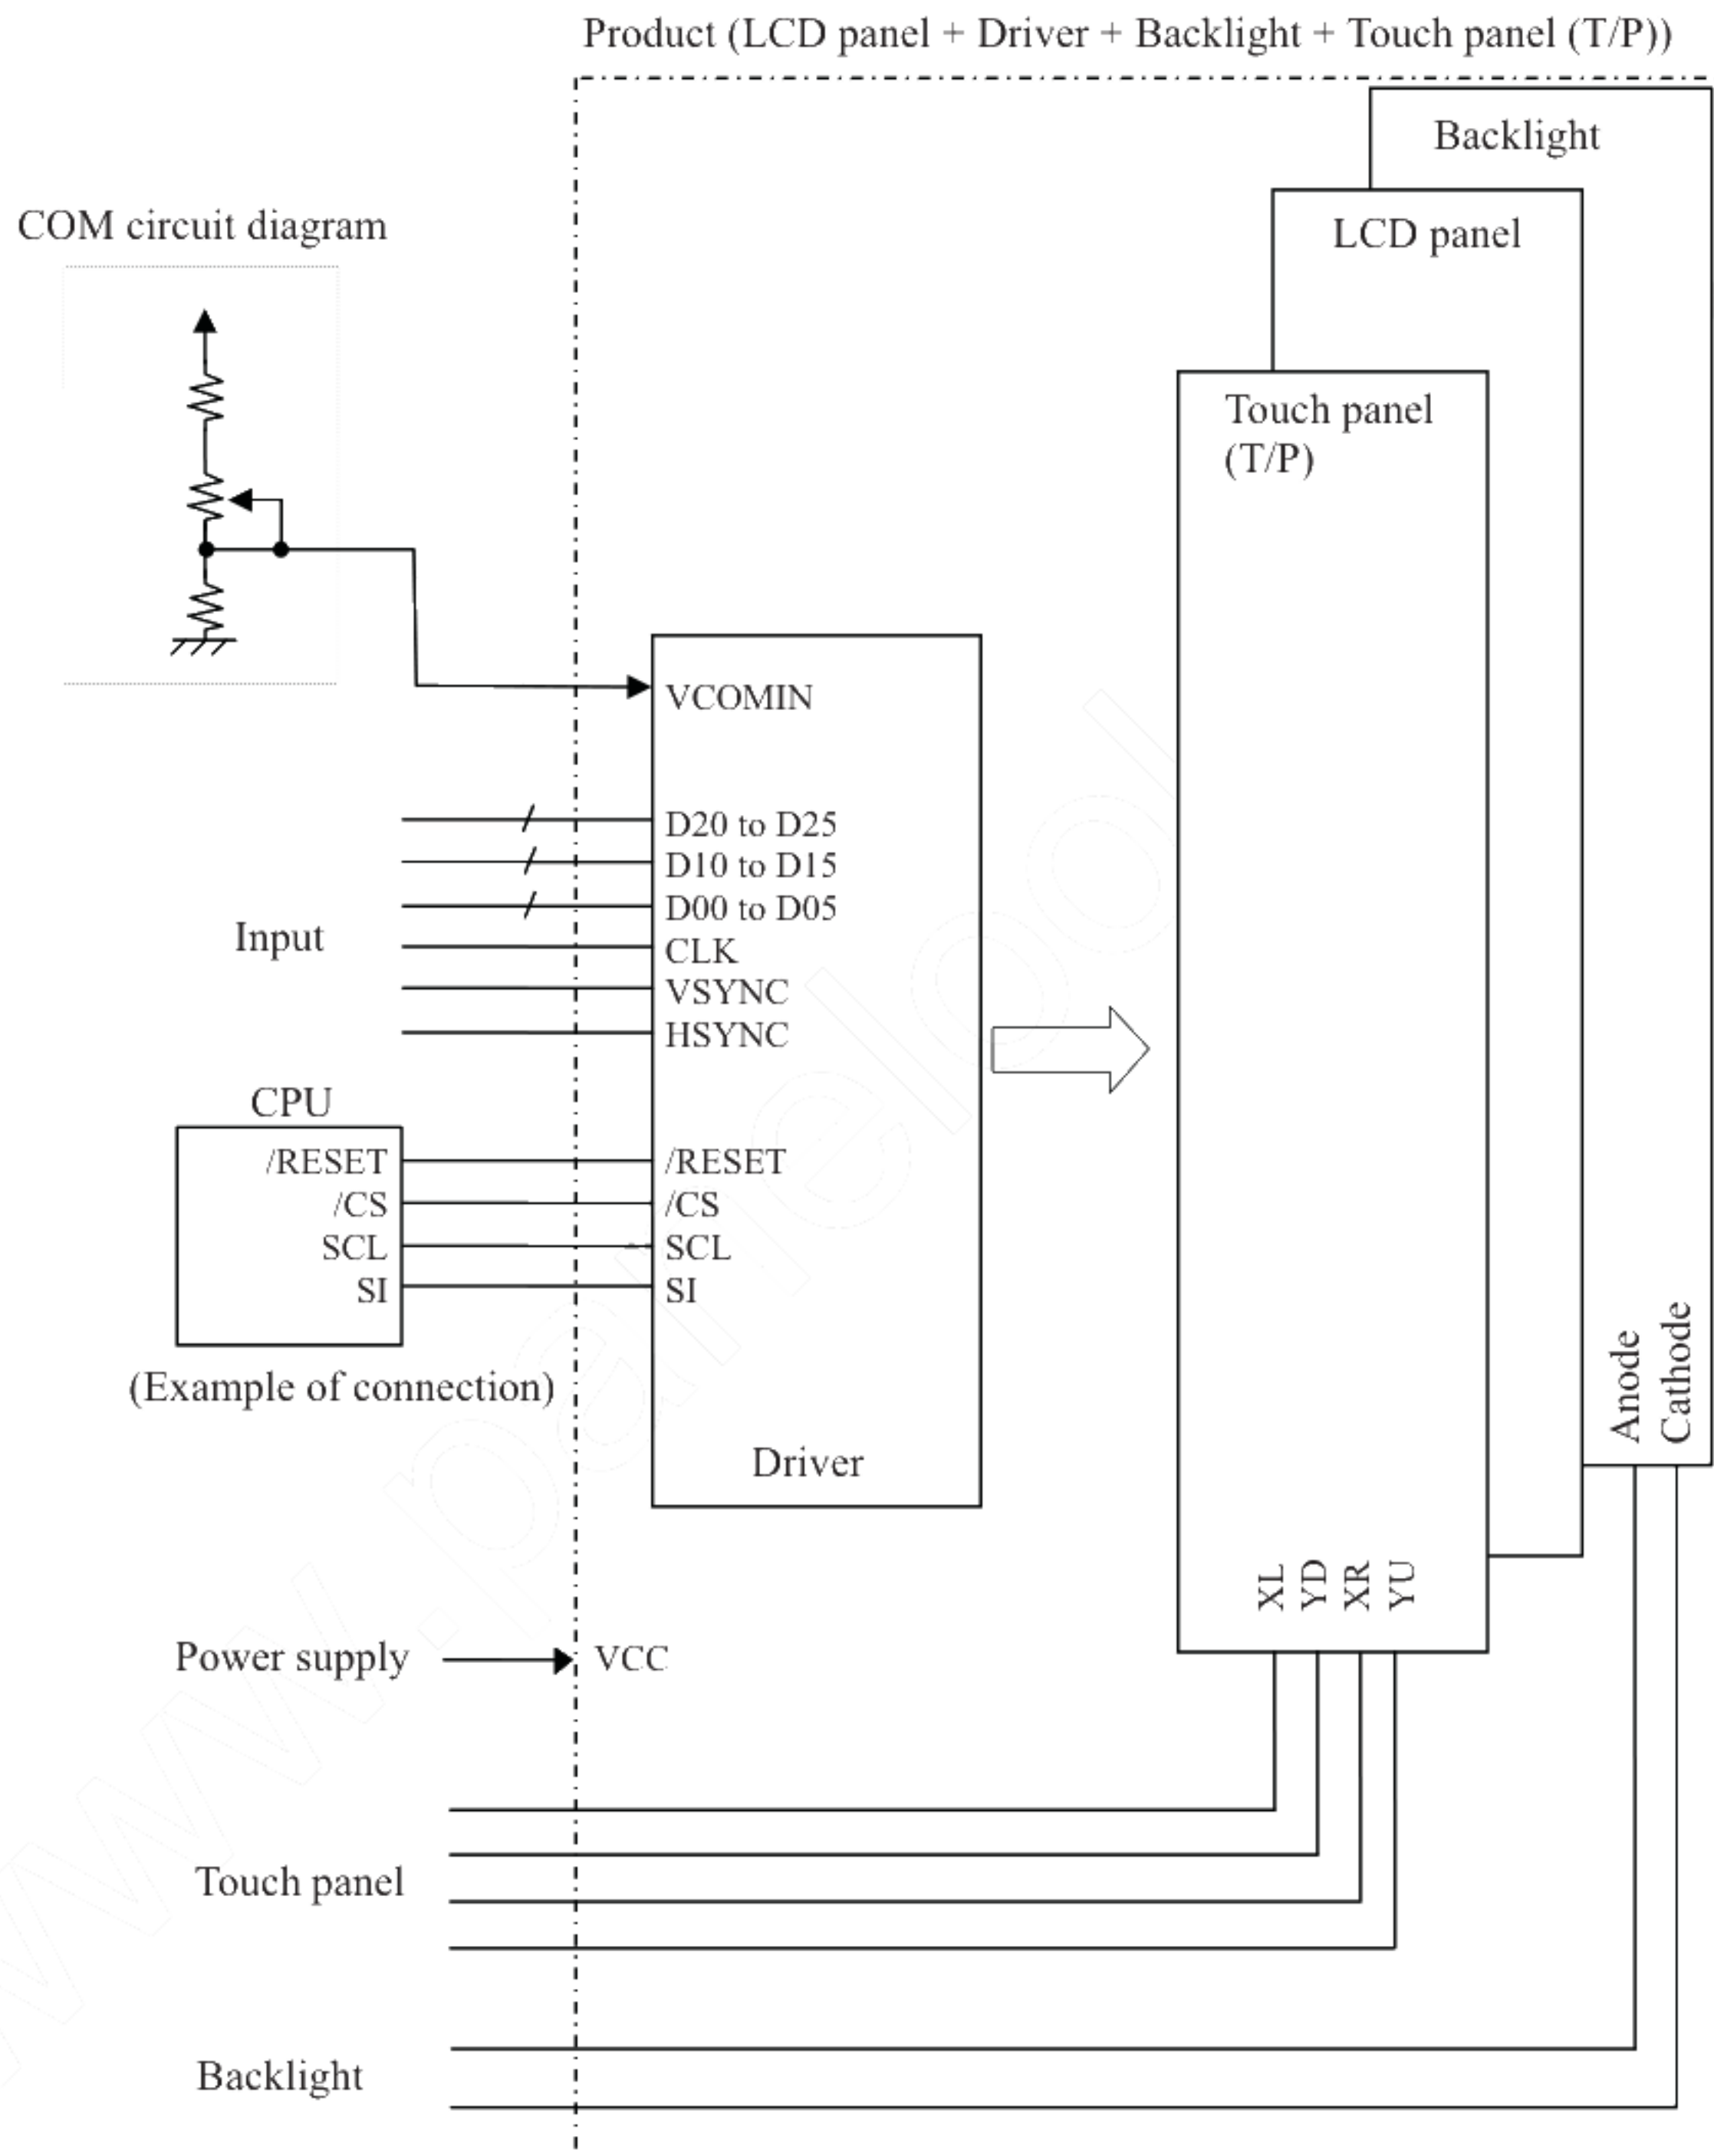 Product (LCD panel + Driver + Backlight + Touch panel (T/P))
Backlight
LCD panel
COM circuit diagram
Touch panel
(T/P)
VCOMIN
D20 to D25
D10 to D15
D00 to D05
Input
CLK
VSYNC
HSYNC
CPU
/RESET
/CS
SCL
SI
/RESET
/CS
SCL
SI
(Example of connection)
Driver
Anode
Cathode
XL
YD
XR
YU
Power supply
VCC
Touch panel
Backlight